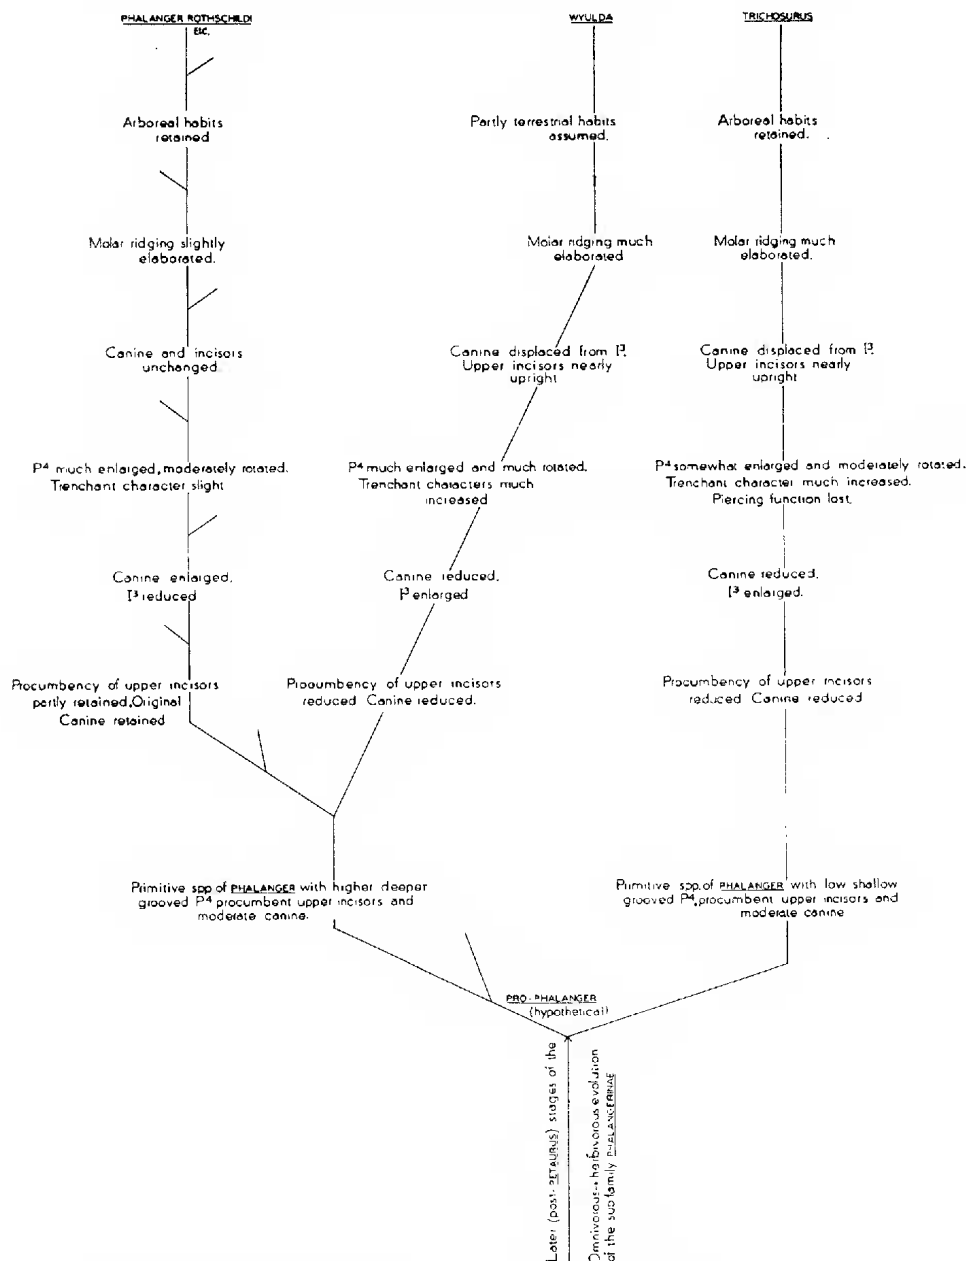 PHALANGER ROTHSCHILDI
ETC.
Arboreal habits
retained
Molar ridging slightly
elaborated.
Canine and incisors
unchanged.
P⁴ much enlarged, moderately rotated.
Trenchant character slight
Canine enlarged.
I³ reduced
Procumbency of upper incisors
partly retained, Original
Canine retained
WYULDA
Partly terrestrial habits
assumed.
Molar ridging much
elaborated
Canine displaced from I³.
Upper incisors nearly
upright
P⁴ much enlarged and much rotated.
Trenchant characters much
increased
Canine reduced.
I³ enlarged
Procumbency of upper incisors
reduced Canine reduced.
TRICHOSURUS
Arboreal habits
retained.
Molar ridging much
elaborated.
Canine displaced from I³.
Upper incisors nearly
upright
P⁴ somewhat enlarged and moderately rotated.
Trenchant character much increased.
Piercing function lost.
Canine reduced.
I³ enlarged.
Procumbency of upper incisors
reduced Canine reduced
Primitive spp of PHALANGER with higher deeper
grooved P⁴ procumbent upper incisors and
moderate canine.
Primitive spp. of PHALANGER with low shallow
grooved P⁴, procumbent upper incisors and
moderate canine
PRO-PHALANGER
(hypothetical)
Later (post-PETAURUS) stages of the
Omnivorous→herbivorous evolution
of the subfamily PHALANGERINAE